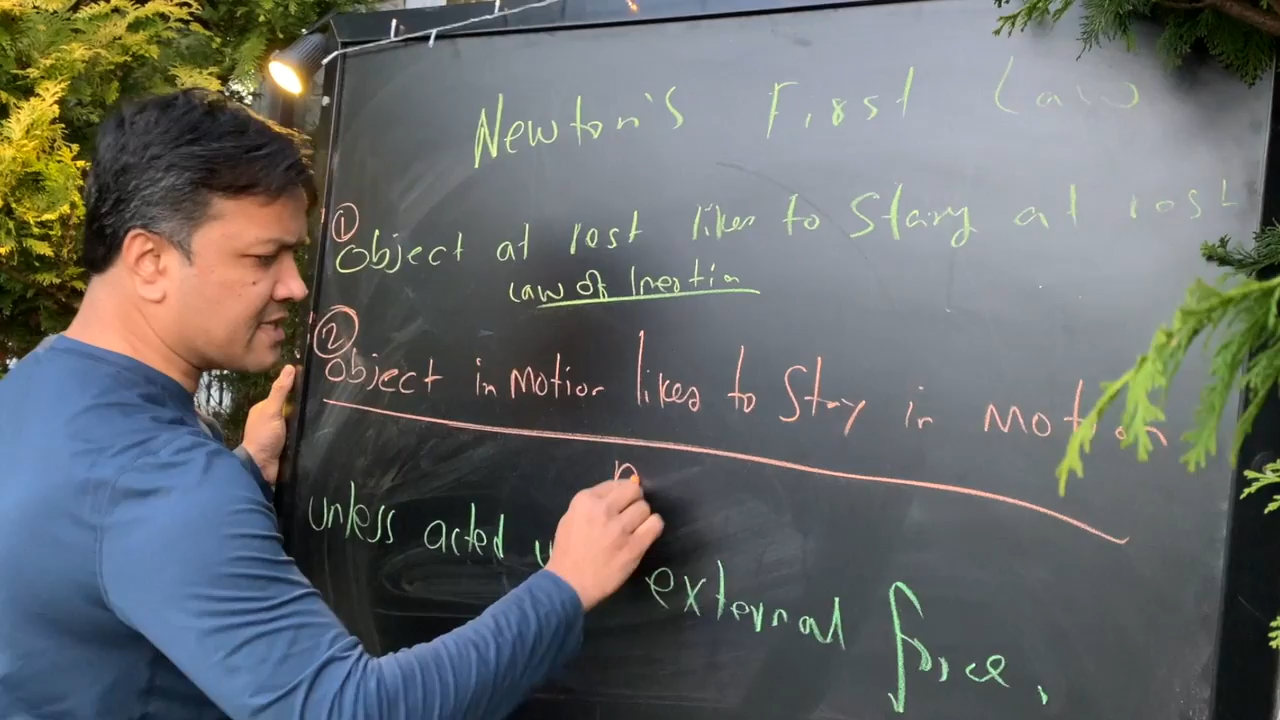 Newton's First Law
① Object at rest likes to Stay at rest
Law of Inertia
② Object in Motion likes to Stay in Motion
n
unless acted external force,